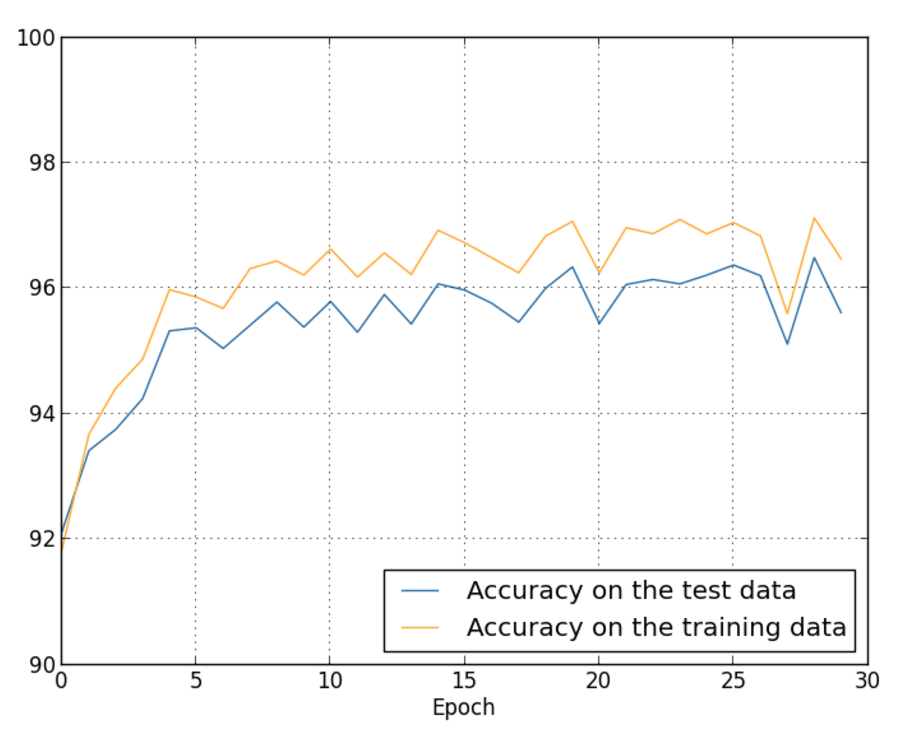 100
98
96
94
92
90
Accuracy on the test data
Accuracy on the training data
0 5 10 15 20 25 30
Epoch